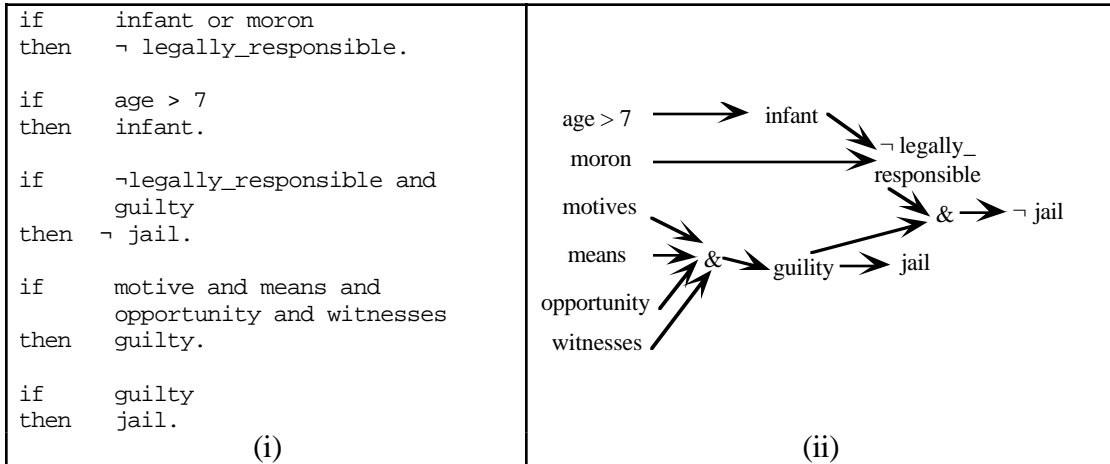 if infant or moron
then ¬ legally_responsible.
if age > 7
then infant.
if ¬legally_responsible and
guilty
then ¬ jail.
if motive and means and
opportunity and witnesses
then guilty.
if guilty
then jail.
(i)
age > 7
infant
moron
¬ legally_
responsible
motives
&
¬ jail
means
&
guility
jail
opportunity
witnesses
(ii)